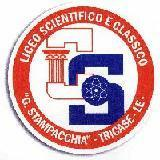 LICEO SCIENTIFICO E CLASSICO
"G. STAMPACCHIA" - TRICASE - LE -